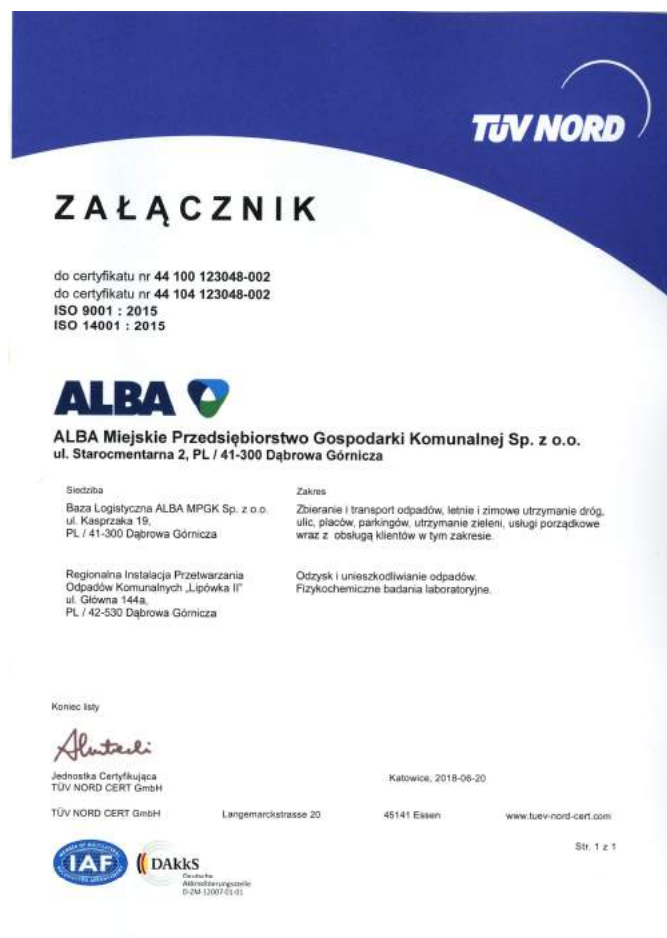 TÜV NORD
ZAŁĄCZNIK
do certyfikatu nr 44 100 123048-002
do certyfikatu nr 44 104 123048-002
ISO 9001 : 2015
ISO 14001 : 2015
ALBA
ALBA Miejskie Przedsiębiorstwo Gospodarki Komunalnej Sp. z o.o.
ul. Starocmentarna 2, PL / 41-300 Dąbrowa Górnicza
Siedziba
Zakres
Baza Logistyczna ALBA MPGK Sp. z o.o.
ul. Kasprzaka 19,
PL / 41-300 Dąbrowa Górnicza
Zbieranie i transport odpadów, letnie i zimowe utrzymanie dróg,
ulic, placów, parkingów, utrzymanie zieleni, usługi porządkowe
wraz z obsługą klientów w tym zakresie.
Regionalna Instalacja Przetwarzania
Odpadów Komunalnych „Lipówka II"
ul. Główna 144a,
PL / 42-530 Dąbrowa Górnicza
Odzysk i unieszkodliwianie odpadów.
Fizykochemiczne badania laboratoryjne.
Koniec listy
Jednostka Certyfikująca
TÜV NORD CERT GmbH
Katowice, 2018-06-20
TÜV NORD CERT GmbH Langemarckstrasse 20 45141 Essen www.tuev-nord-cert.com
Str. 1 z 1
IAF
DAkkS
Deutsche
Akkreditierungsstelle
D-ZM-12007-01-01